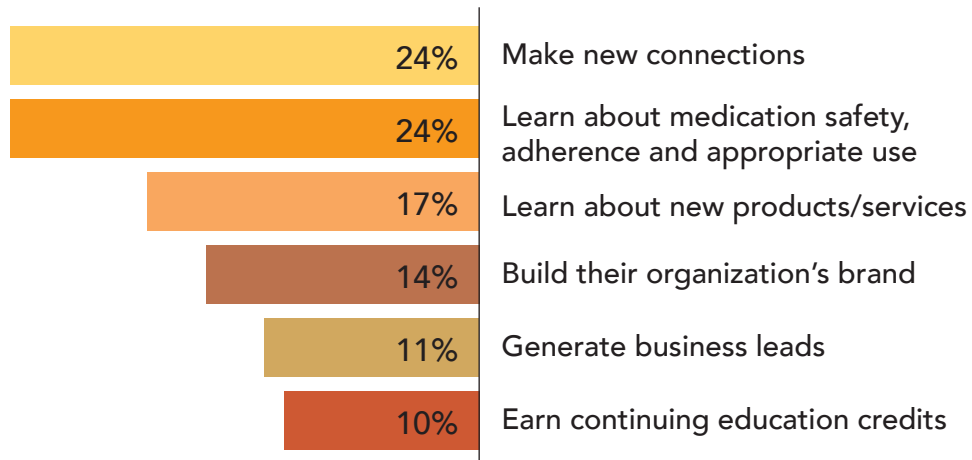 24% Make new connections
24% Learn about medication safety,
adherence and appropriate use
17% Learn about new products/services
14% Build their organization’s brand
11% Generate business leads
10% Earn continuing education credits